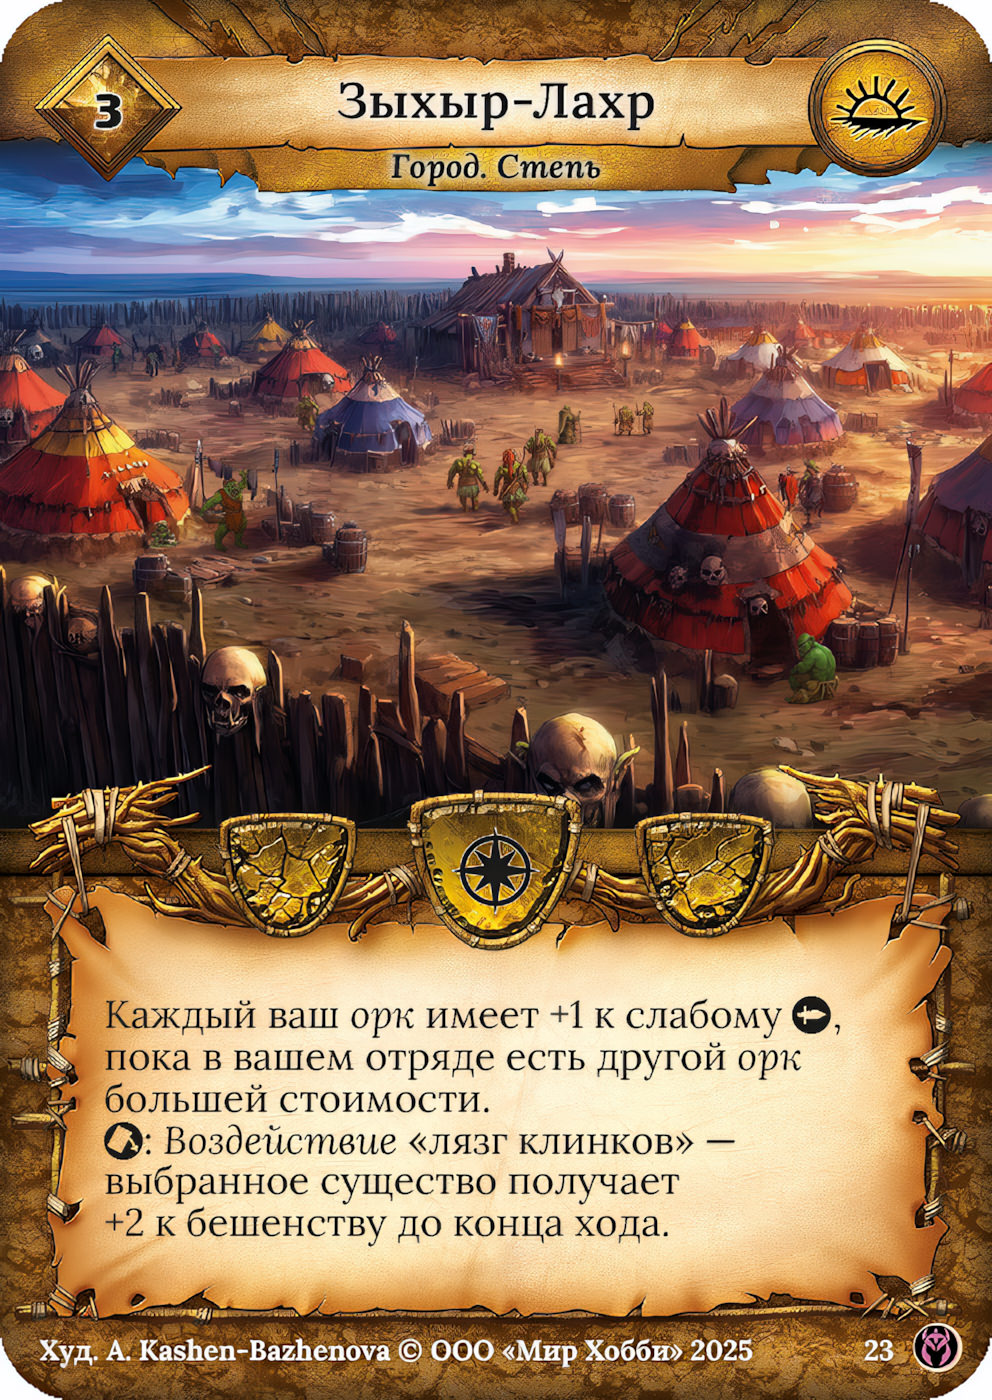 3
Зыхыр-Лахр
Город. Степь
Каждый ваш орк имеет +1 к слабому ,
пока в вашем отряде есть другой орк
большей стоимости.
: Воздействие «лязг клинков» —
выбранное существо получает
+2 к бешенству до конца хода.
Худ. А. Kashen-Bazhenova © ООО «Мир Хобби» 2025
23